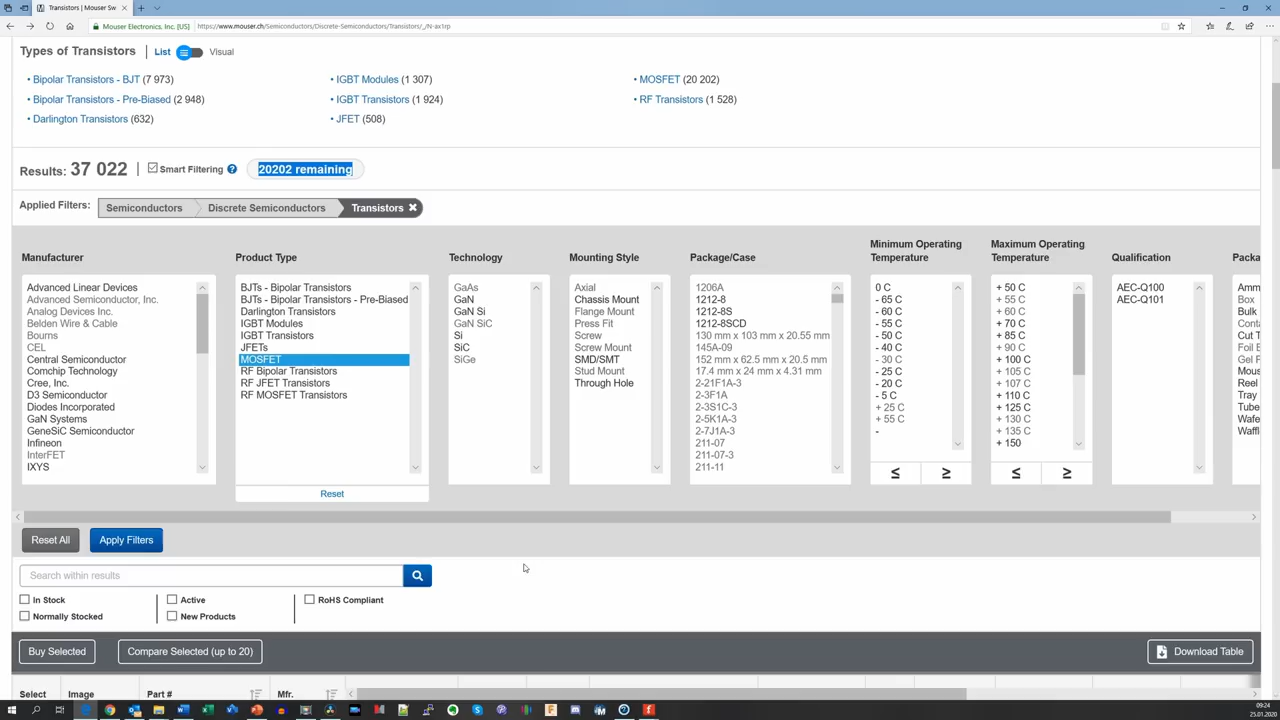 Transistors | Mouser Sw
Mouser Electronics, Inc. [US]
https://www.mouser.ch/Semiconductors/Discrete-Semiconductors/Transistors/_/N-ax1rp
Types of Transistors
List
Visual
Bipolar Transistors - BJT (7 973)
IGBT Modules (1 307)
MOSFET (20 202)
Bipolar Transistors - Pre-Biased (2 948)
IGBT Transistors (1 924)
RF Transistors (1 528)
Darlington Transistors (632)
JFET (508)
Results: 37 022
Smart Filtering
20202 remaining
Applied Filters:
Semiconductors
Discrete Semiconductors
Transistors
Manufacturer
Advanced Linear Devices
Advanced Semiconductor, Inc.
Analog Devices Inc.
Belden Wire & Cable
Bourns
CEL
Central Semiconductor
Comchip Technology
Cree, Inc.
D3 Semiconductor
Diodes Incorporated
GaN Systems
GeneSiC Semiconductor
Infineon
InterFET
IXYS
Product Type
BJTs - Bipolar Transistors
BJTs - Bipolar Transistors - Pre-Biased
Darlington Transistors
IGBT Modules
IGBT Transistors
JFETs
MOSFET
RF Bipolar Transistors
RF JFET Transistors
RF MOSFET Transistors
Reset
Technology
GaAs
GaN
GaN Si
GaN SiC
Si
SiC
SiGe
Mounting Style
Axial
Chassis Mount
Flange Mount
Press Fit
Screw
Screw Mount
SMD/SMT
Stud Mount
Through Hole
Package/Case
1206A
1212-8
1212-8S
1212-8SCD
130 mm x 103 mm x 20.55 mm
145A-09
152 mm x 62.5 mm x 20.5 mm
17.4 mm x 24 mm x 4.31 mm
2-21F1A-3
2-3F1A
2-3S1C-3
2-5K1A-3
2-7J1A-3
211-07
211-07-3
211-11
Minimum Operating
Temperature
0 C
- 65 C
- 60 C
- 55 C
- 50 C
- 40 C
- 30 C
- 25 C
- 20 C
- 5 C
+ 25 C
+ 55 C
-
≤
≥
Maximum Operating
Temperature
+ 50 C
+ 55 C
+ 60 C
+ 70 C
+ 85 C
+ 90 C
+ 100 C
+ 105 C
+ 107 C
+ 110 C
+ 125 C
+ 130 C
+ 135 C
+ 150
≤
≥
Qualification
AEC-Q100
AEC-Q101
Packa
Amm
Box
Bulk
Conta
Cut T
Foil E
Gel F
Mous
Reel
Tray
Tube
Wafe
Waffl
Reset All
Apply Filters
Search within results
In Stock
Active
RoHS Compliant
Normally Stocked
New Products
Buy Selected
Compare Selected (up to 20)
Download Table
Select
Image
Part #
Mfr.
09:24
25.01.2020